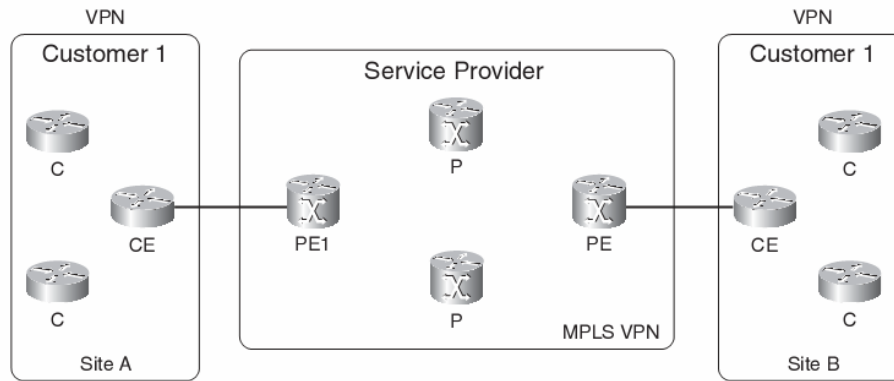 VPN
VPN
Customer 1
Service Provider
Customer 1
C
P
C
CE
PE1
PE
CE
C
P
C
MPLS VPN
Site A
Site B